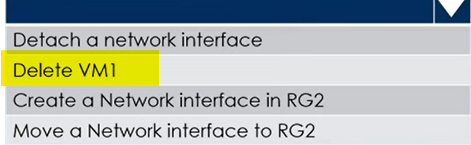 Detach a network interface
Delete VM1
Create a Network interface in RG2
Move a Network interface to RG2